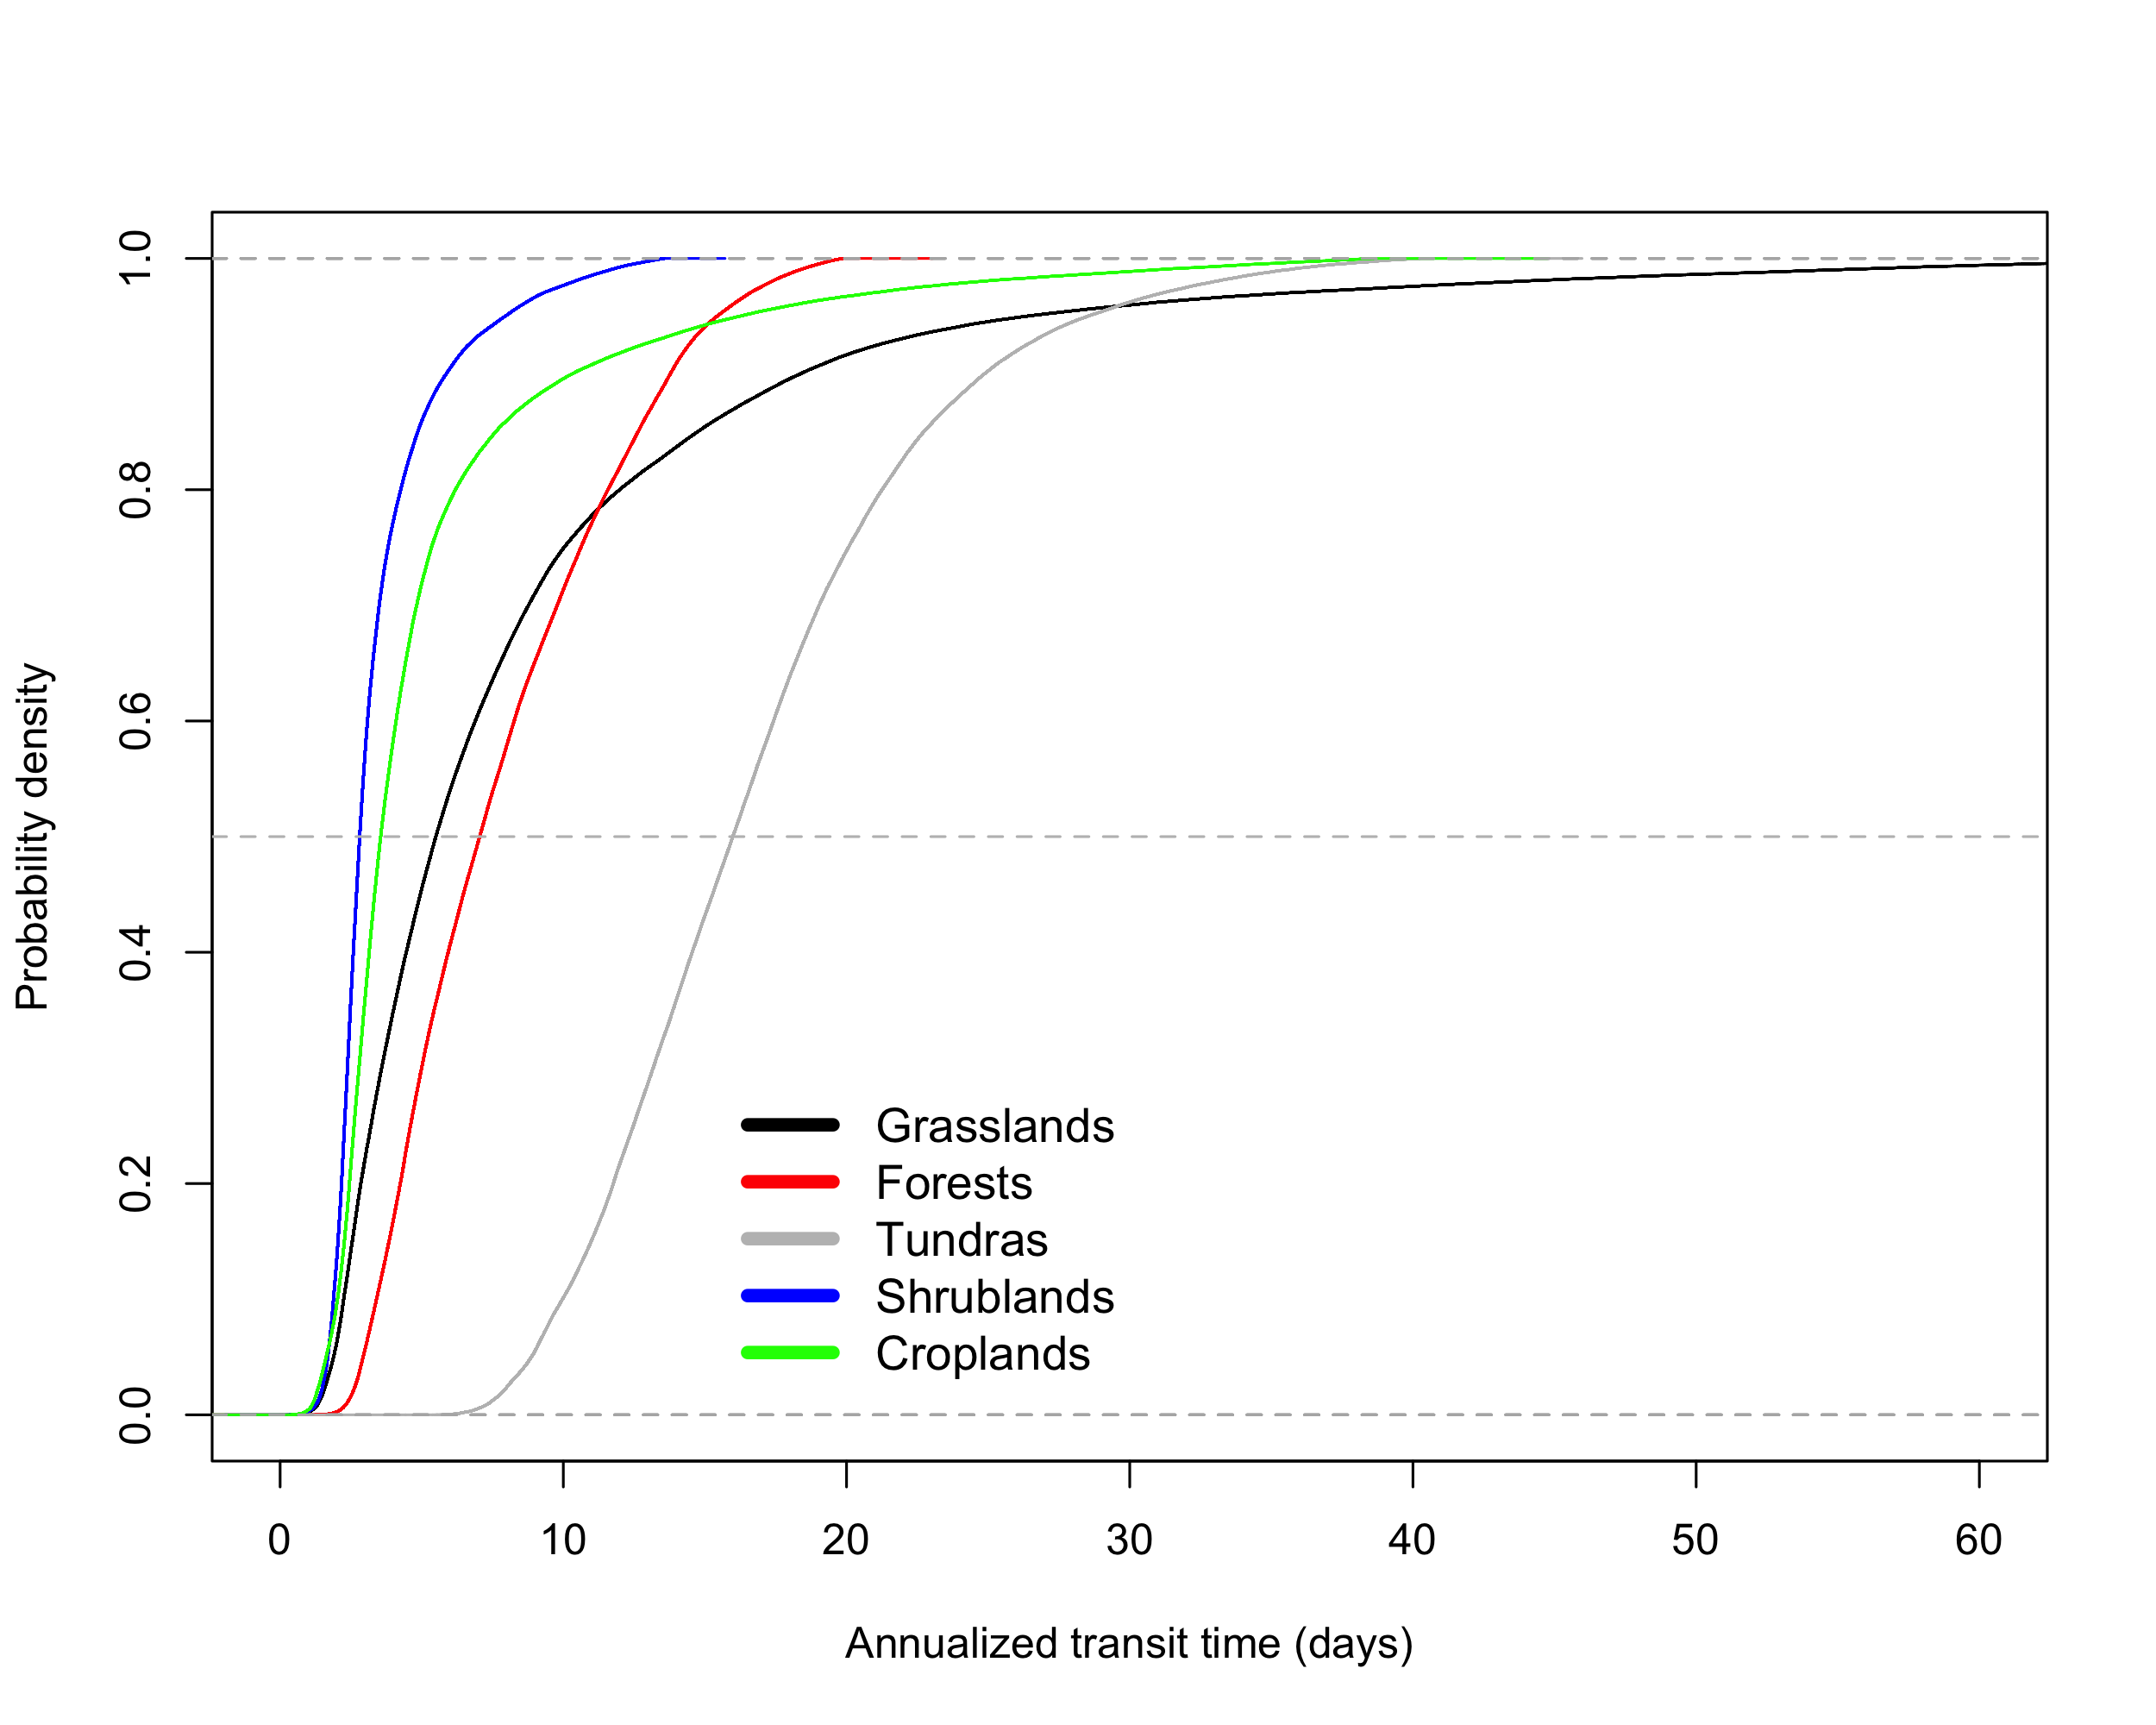 Probability density
1.0
0.8
0.6
0.4
0.2
0.0
Grasslands
Forests
Tundras
Shrublands
Croplands
0 10 20 30 40 50 60
Annualized transit time (days)